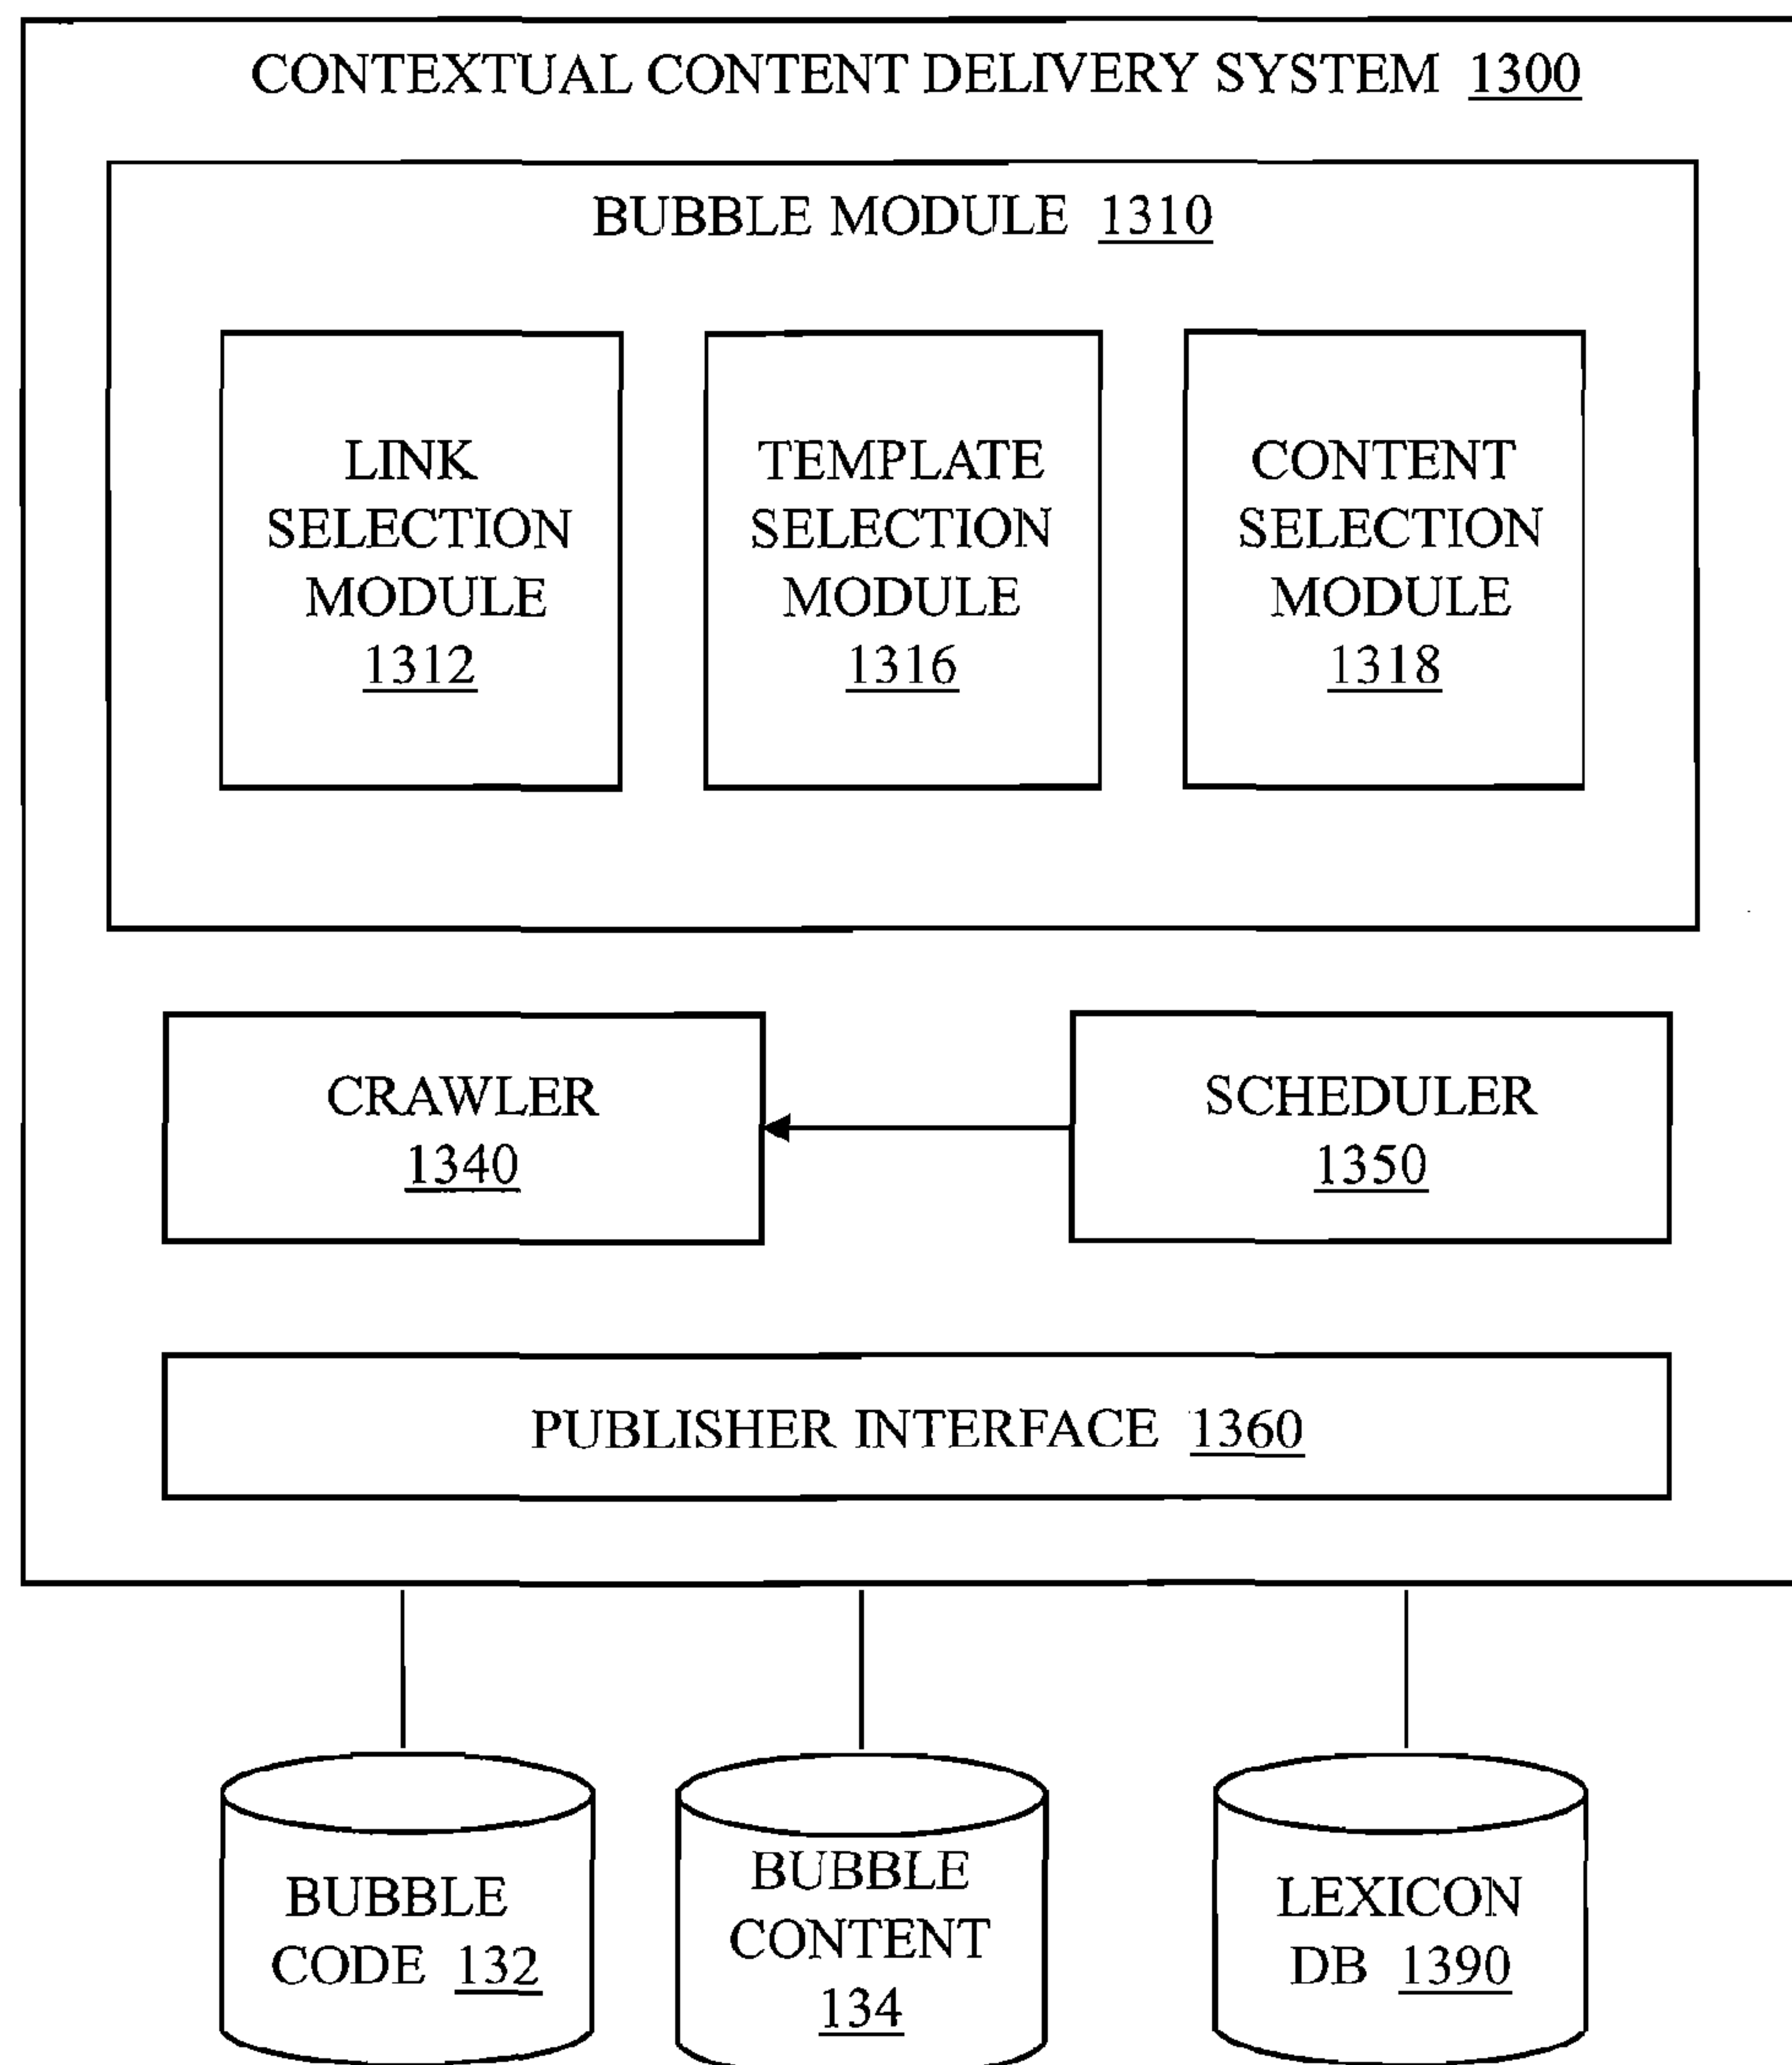 CONTEXTUAL CONTENT DELIVERY SYSTEM 1300
BUBBLE MODULE 1310
LINK
SELECTION
MODULE
1312
TEMPLATE
SELECTION
MODULE
1316
CONTENT
SELECTION
MODULE
1318
CRAWLER
1340
SCHEDULER
1350
PUBLISHER INTERFACE 1360
BUBBLE
CODE 132
BUBBLE
CONTENT
134
LEXICON
DB 1390